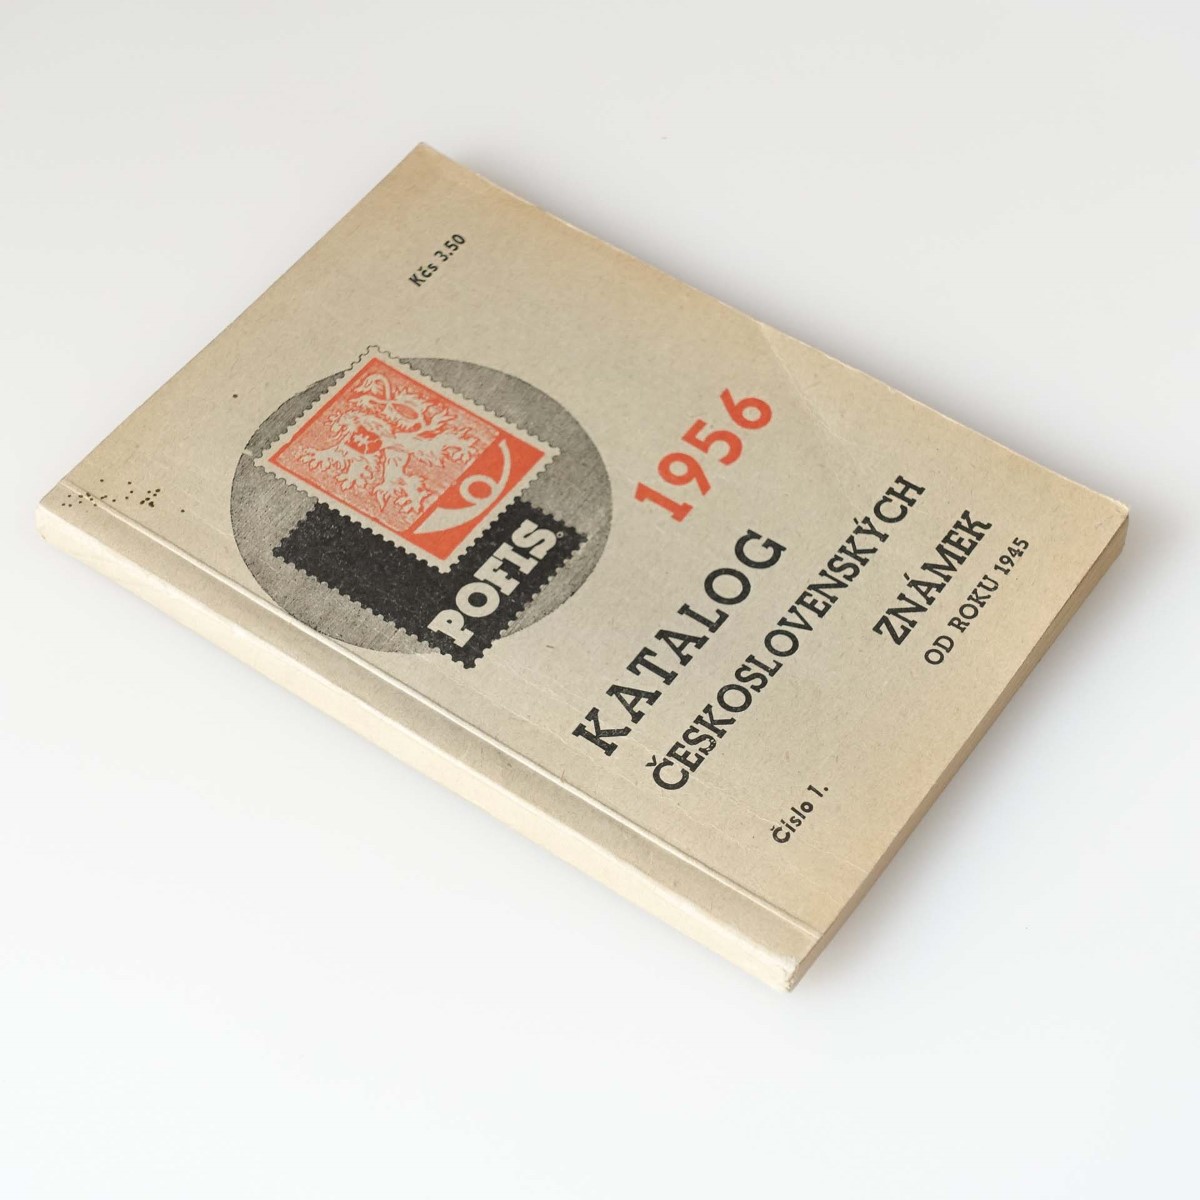 Kčs 3.50
POFIS
1956
KATALOG
ČESKOSLOVENSKÝCH
ZNÁMEK
OD ROKU 1945
Číslo 1.